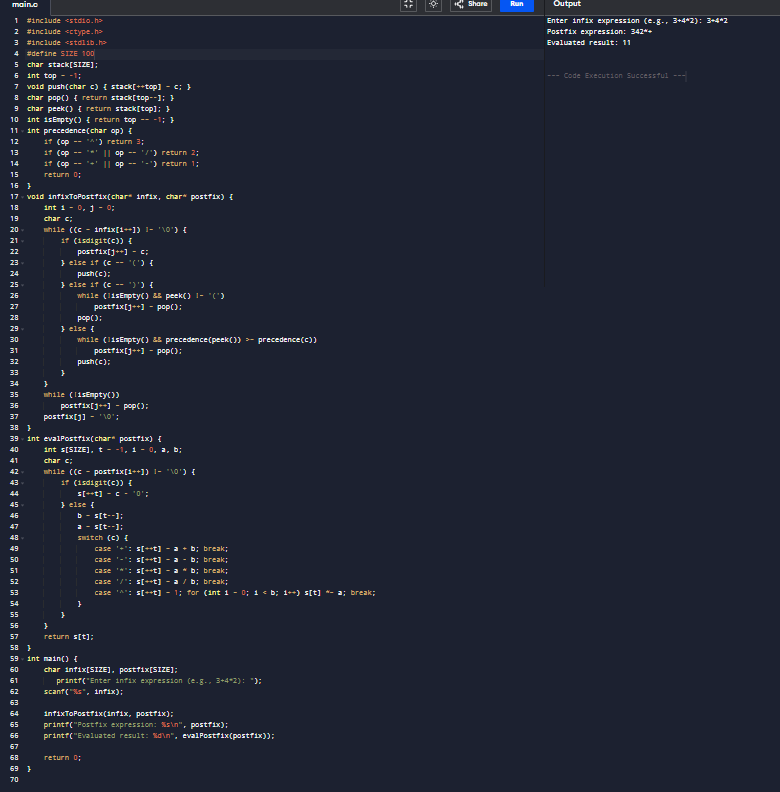 main.c
Share
Run
Output
1 #include <stdio.h>
2 #include <ctype.h>
3 #include <stdlib.h>
4 #define SIZE 100
5 char stack[SIZE];
6 int top = -1;
7 void push(char c) { stack[++top] = c; }
8 char pop() { return stack[top--]; }
9 char peek() { return stack[top]; }
10 int isEmpty() { return top == -1; }
11 int precedence(char op) {
12 if (op == '^') return 3;
13 if (op == '*' || op == '/') return 2;
14 if (op == '+' || op == '-') return 1;
15 return 0;
16 }
17 void infixToPostfix(char* infix, char* postfix) {
18 int i = 0, j = 0;
19 char c;
20 while ((c = infix[i++]) != '\0') {
21 if (isdigit(c)) {
22 postfix[j++] = c;
23 } else if (c == '(') {
24 push(c);
25 } else if (c == ')') {
26 while (!isEmpty() && peek() != '(')
27 postfix[j++] = pop();
28 pop();
29 } else {
30 while (!isEmpty() && precedence(peek()) >= precedence(c))
31 postfix[j++] = pop();
32 push(c);
33 }
34 }
35 while (!isEmpty())
36 postfix[j++] = pop();
37 postfix[j] = '\0';
38 }
39 int evalPostfix(char* postfix) {
40 int s[SIZE], t = -1, i = 0, a, b;
41 char c;
42 while ((c = postfix[i++]) != '\0') {
43 if (isdigit(c)) {
44 s[++t] = c - '0';
45 } else {
46 b = s[t--];
47 a = s[t--];
48 switch (c) {
49 case '+': s[++t] = a + b; break;
50 case '-': s[++t] = a - b; break;
51 case '*': s[++t] = a * b; break;
52 case '/': s[++t] = a / b; break;
53 case '^': s[++t] = 1; for (int i = 0; i < b; i++) s[t] *= a; break;
54 }
55 }
56 }
57 return s[t];
58 }
59 int main() {
60 char infix[SIZE], postfix[SIZE];
61 printf("Enter infix expression (e.g., 3+4*2): ");
62 scanf("%s", infix);
63
64 infixToPostfix(infix, postfix);
65 printf("Postfix expression: %s\n", postfix);
66 printf("Evaluated result: %d\n", evalPostfix(postfix));
67
68 return 0;
69 }
70
Enter infix expression (e.g., 3+4*2): 3+4*2
Postfix expression: 342*+
Evaluated result: 11
=== Code Execution Successful ===